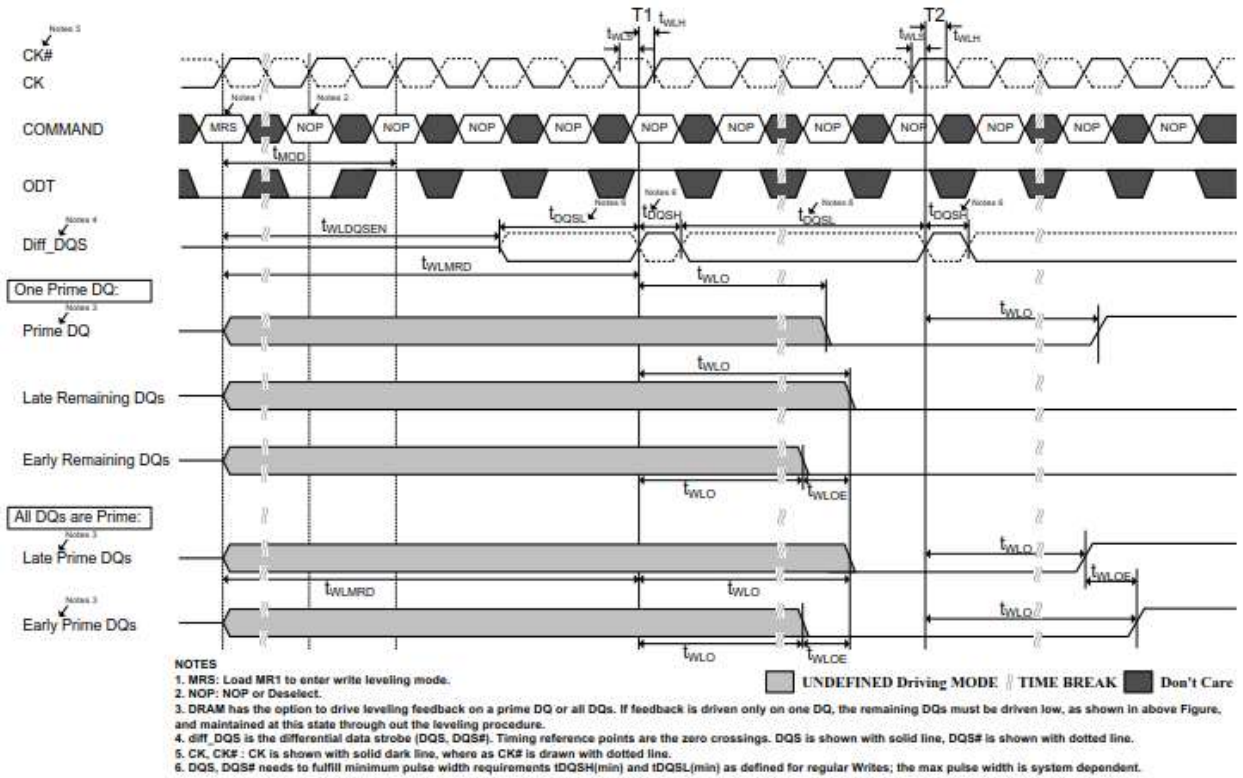 T1 T2
tWLS tWLH tWLS tWLH
Notes 5
CK#
CK
Notes 1 Notes 2
COMMAND MRS NOP NOP NOP NOP NOP NOP NOP NOP NOP NOP NOP
tMOD
ODT
Notes 4 Notes 6 Notes 6 Notes 6 Notes 6
tDQSL tDQSH tDQSL tDQSH
Diff_DQS tWLDQSEN
tWLMRD tWLO
One Prime DQ:
Notes 3
Prime DQ tWLO
tWLO
Late Remaining DQs
Early Remaining DQs
tWLO tWLOE
All DQs are Prime:
Notes 3
Late Prime DQs tWLO
tWLMRD tWLO tWLOE
Notes 3
Early Prime DQs tWLO
tWLO tWLOE
NOTES
1. MRS: Load MR1 to enter write leveling mode.
UNDEFINED Driving MODE TIME BREAK Don't Care
2. NOP: NOP or Deselect.
3. DRAM has the option to drive leveling feedback on a prime DQ or all DQs. If feedback is driven only on one DQ, the remaining DQs must be driven low, as shown in above Figure,
and maintained at this state through out the leveling procedure.
4. diff_DQS is the differential data strobe (DQS, DQS#). Timing reference points are the zero crossings. DQS is shown with solid line, DQS# is shown with dotted line.
5. CK, CK# : CK is shown with solid dark line, where as CK# is drawn with dotted line.
6. DQS, DQS# needs to fulfill minimum pulse width requirements tDQSH(min) and tDQSL(min) as defined for regular Writes; the max pulse width is system dependent.